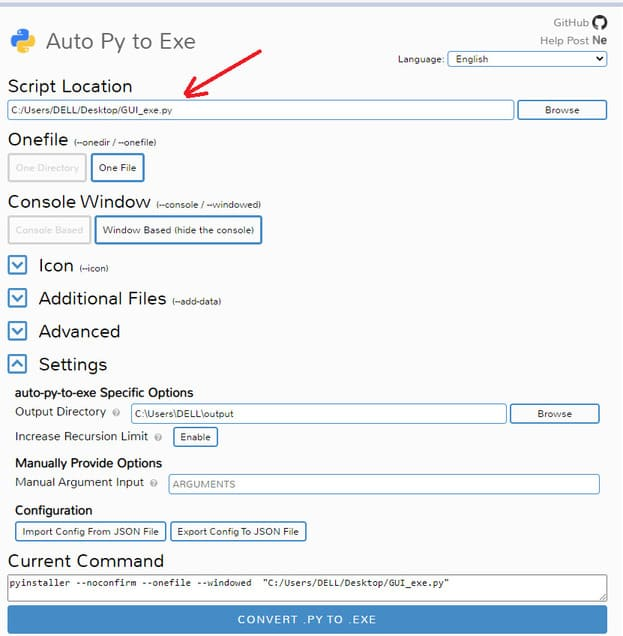 GitHub
Auto Py to Exe
Help Post Ne
Language: English
Script Location
C:/Users/DELL/Desktop/GUI_exe.py Browse
Onefile (--onedir / --onefile)
One Directory One File
Console Window (--console / --windowed)
Console Based Window Based (hide the console)
Icon (--icon)
Additional Files (--add-data)
Advanced
Settings
auto-py-to-exe Specific Options
Output Directory ? C:\Users\DELL\output Browse
Increase Recursion Limit ? Enable
Manually Provide Options
Manual Argument Input ? ARGUMENTS
Configuration
Import Config From JSON File Export Config To JSON File
Current Command
pyinstaller --noconfirm --onefile --windowed "C:/Users/DELL/Desktop/GUI_exe.py"
CONVERT .PY TO .EXE